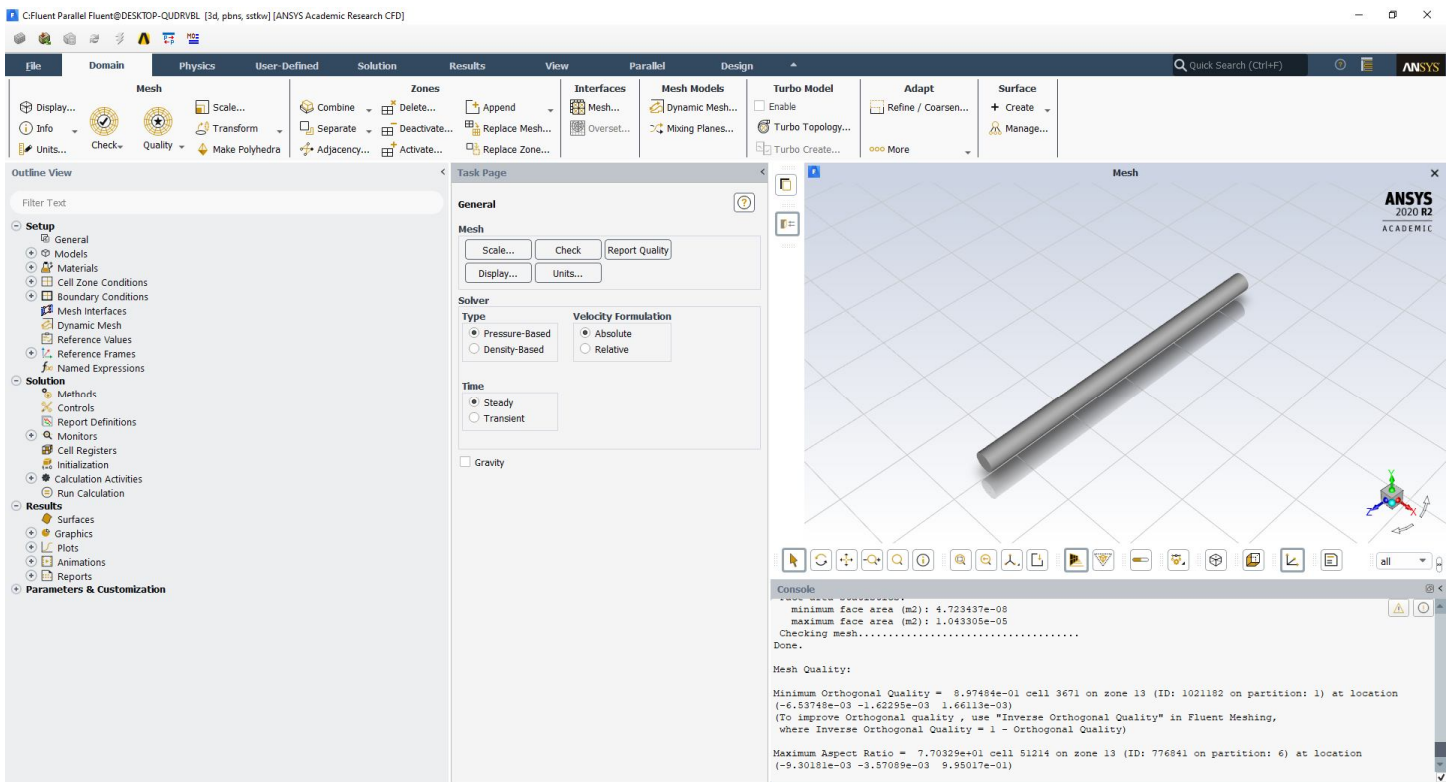 C:Fluent Parallel Fluent@DESKTOP-QUDRVBL [3d, pbns, sstkw] [ANSYS Academic Research CFD]
File Domain Physics User-Defined Solution Results View Parallel Design Quick Search (Ctrl+F) ANSYS
Mesh Zones Interfaces Mesh Models Turbo Model Adapt Surface
Display... Scale... Combine Delete... Append Mesh... Dynamic Mesh... Enable Refine / Coarsen... + Create
Info Transform Separate Deactivate... Replace Mesh... Overset... Mixing Planes... Turbo Topology... Manage...
Units... Check Quality Make Polyhedra Adjacency... Activate... Replace Zone... Turbo Create... More
Outline View
Filter Text
Setup
General
Models
Materials
Cell Zone Conditions
Boundary Conditions
Mesh Interfaces
Dynamic Mesh
Reference Values
Reference Frames
Named Expressions
Solution
Methods
Controls
Report Definitions
Monitors
Cell Registers
Initialization
Calculation Activities
Run Calculation
Results
Surfaces
Graphics
Plots
Animations
Reports
Parameters & Customization
Task Page
General
Mesh
Scale... Check Report Quality
Display... Units...
Solver
Type Velocity Formulation
Pressure-Based Absolute
Density-Based Relative
Time
Steady
Transient
Gravity
Mesh
ANSYS
2020 R2
ACADEMIC
Y
Z X
all
Console
minimum face area (m2): 4.723437e-08
maximum face area (m2): 1.043305e-05
Checking mesh.....................................
Done.
Mesh Quality:
Minimum Orthogonal Quality = 8.97484e-01 cell 3671 on zone 13 (ID: 1021182 on partition: 1) at location
(-6.53748e-03 -1.62295e-03 1.66113e-03)
(To improve Orthogonal quality , use "Inverse Orthogonal Quality" in Fluent Meshing,
where Inverse Orthogonal Quality = 1 - Orthogonal Quality)
Maximum Aspect Ratio = 7.70329e+01 cell 51214 on zone 13 (ID: 776841 on partition: 6) at location
(-9.30181e-03 -3.57089e-03 9.95017e-01)